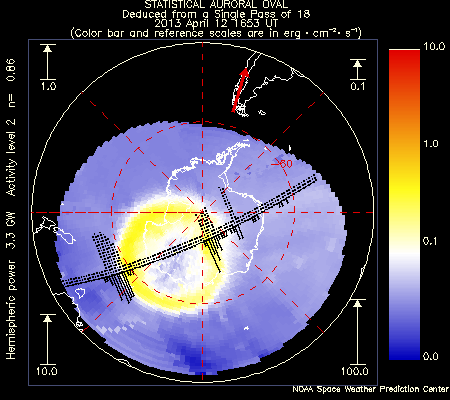 STATISTICAL AURORAL OVAL
Deduced from a Single Pass of 18
2013 April 12 1653 UT
(Color bar and reference scales are in erg · cm⁻² · s⁻¹)
1.0
0.1
10.0
100.0
-60
Hemispheric power 3.3 GW Activity level 2 n= 0.86
10.0
1.0
0.1
0.0
NOAA Space Weather Prediction Center